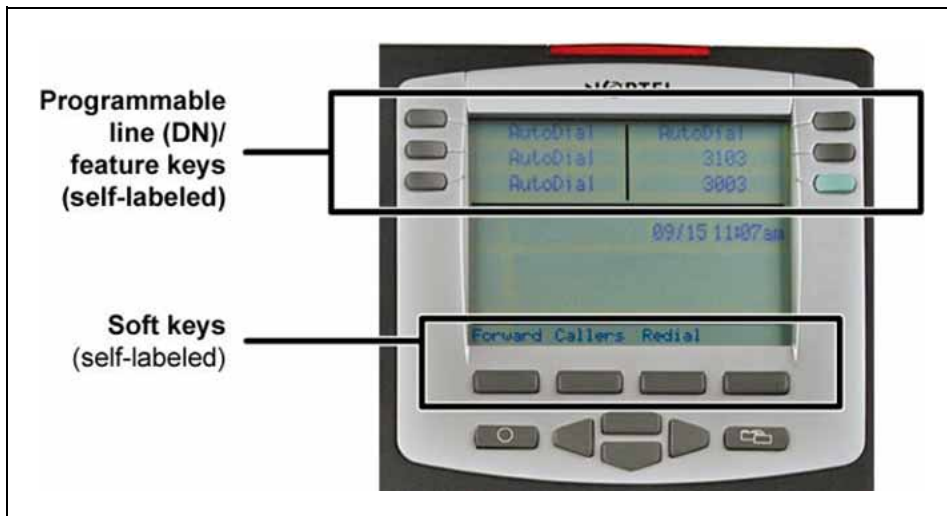 Programmable
line (DN)/
feature keys
(self-labeled)
NORTEL
AutoDial AutoDial
AutoDial 3103
AutoDial 3003
09/15 11:07am
Soft keys
(self-labeled)
Forward Callers Redial